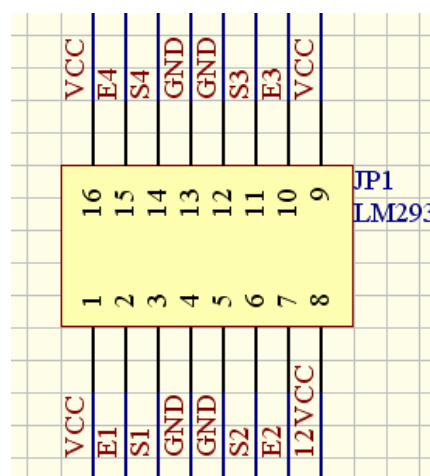 VCC E4 S4 GND GND S3 E3 VCC
16 15 14 13 12 11 10 9
JP1
LM293
1 2 3 4 5 6 7 8
VCC E1 S1 GND GND S2 E2 12VCC